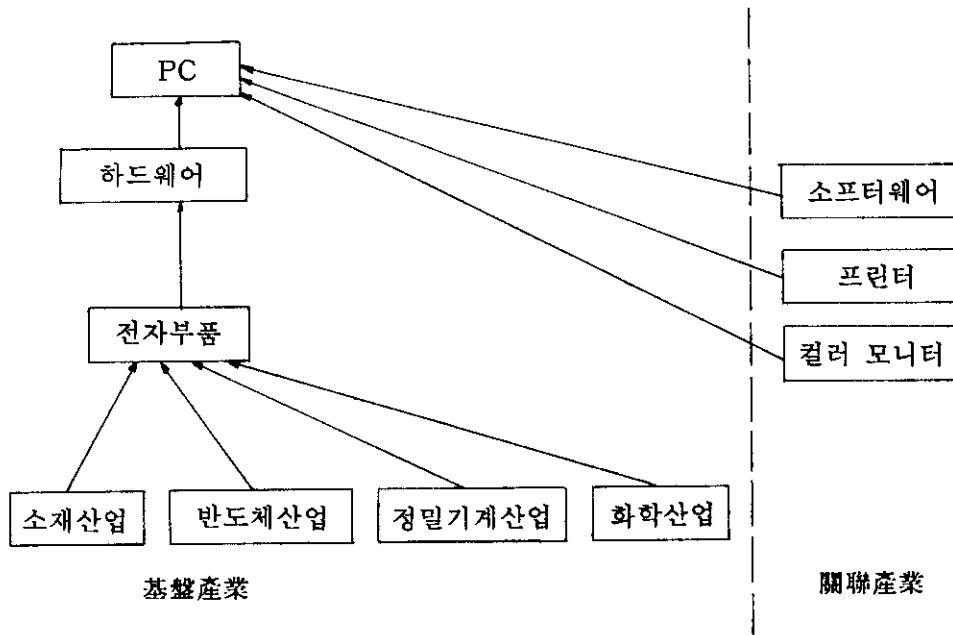 PC
하드웨어
소프터웨어
프린터
전자부품
컬러 모니터
소재산업
반도체산업
정밀기계산업
화학산업
基盤產業
關聯產業